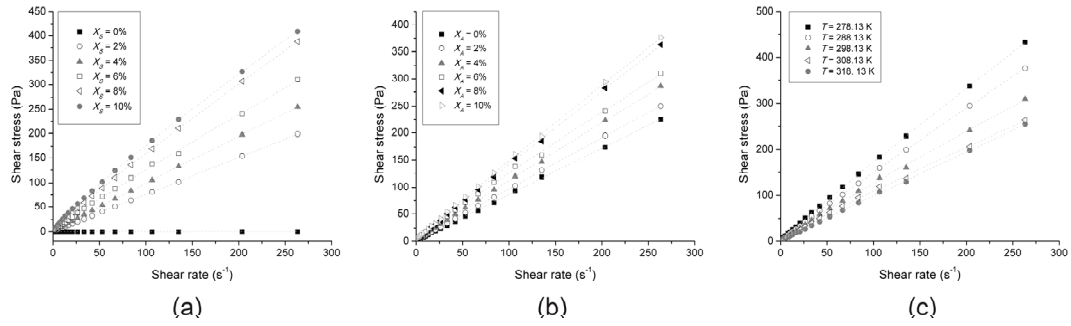 450
400
350
300
250
200
150
100
50
0
Shear stress (Pa)
X_S = 0%
X_S = 2%
X_S = 4%
X_S = 6%
X_S = 8%
X_S = 10%
0 50 100 150 200 250 300
Shear rate (s⁻¹)
(a)
400
350
300
250
200
150
100
50
0
Shear stress (Pa)
X_A = 0%
X_A = 2%
X_A = 4%
X_A = 6%
X_A = 8%
X_A = 10%
0 50 100 150 200 250 300
Shear rate (s⁻¹)
(b)
500
400
300
200
100
0
Shear stress (Pa)
T = 278.13 K
T = 288.13 K
T = 298.13 K
T = 308.13 K
T = 318.13 K
0 50 100 150 200 250 300
Shear rate (s⁻¹)
(c)